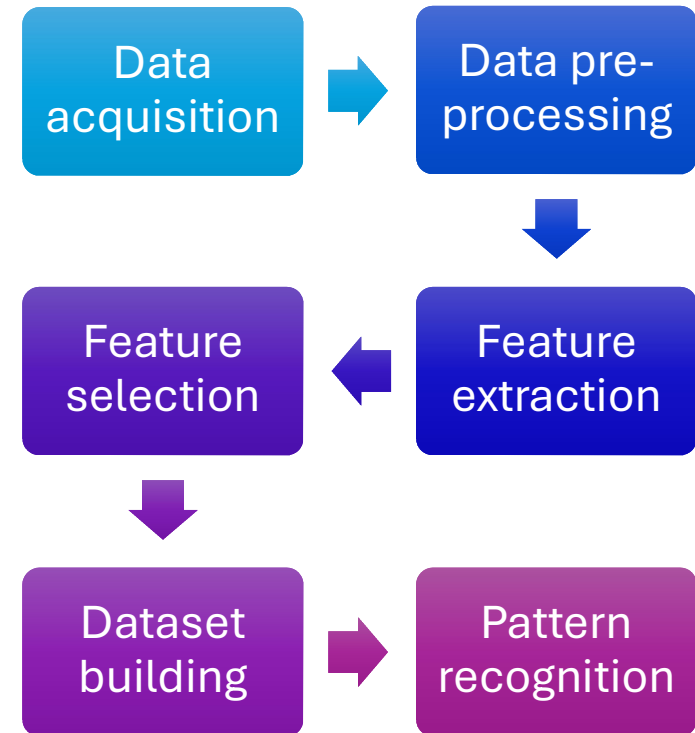 Data
acquisition
Data pre-
processing
Feature
extraction
Feature
selection
Dataset
building
Pattern
recognition